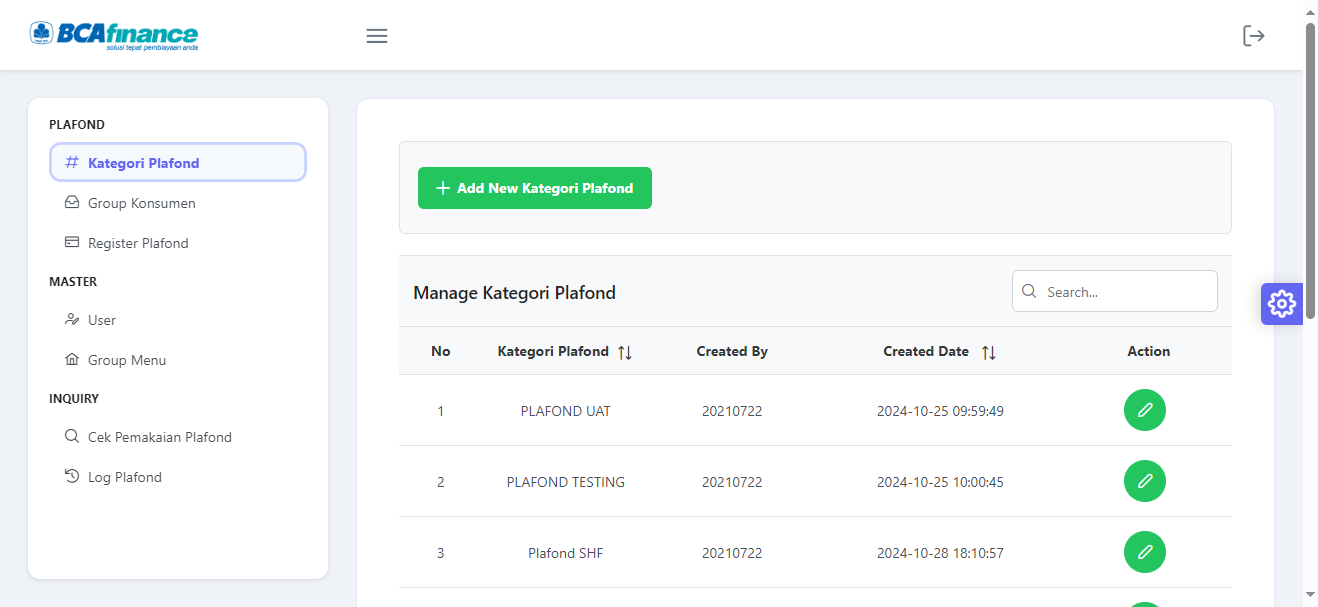 BCAfinance
solusi tepat pembiayaan anda
PLAFOND
Kategori Plafond
Group Konsumen
Register Plafond
MASTER
User
Group Menu
INQUIRY
Cek Pemakaian Plafond
Log Plafond
Add New Kategori Plafond
Manage Kategori Plafond
Search...
No Kategori Plafond Created By Created Date Action
1 PLAFOND UAT 20210722 2024-10-25 09:59:49
2 PLAFOND TESTING 20210722 2024-10-25 10:00:45
3 Plafond SHF 20210722 2024-10-28 18:10:57